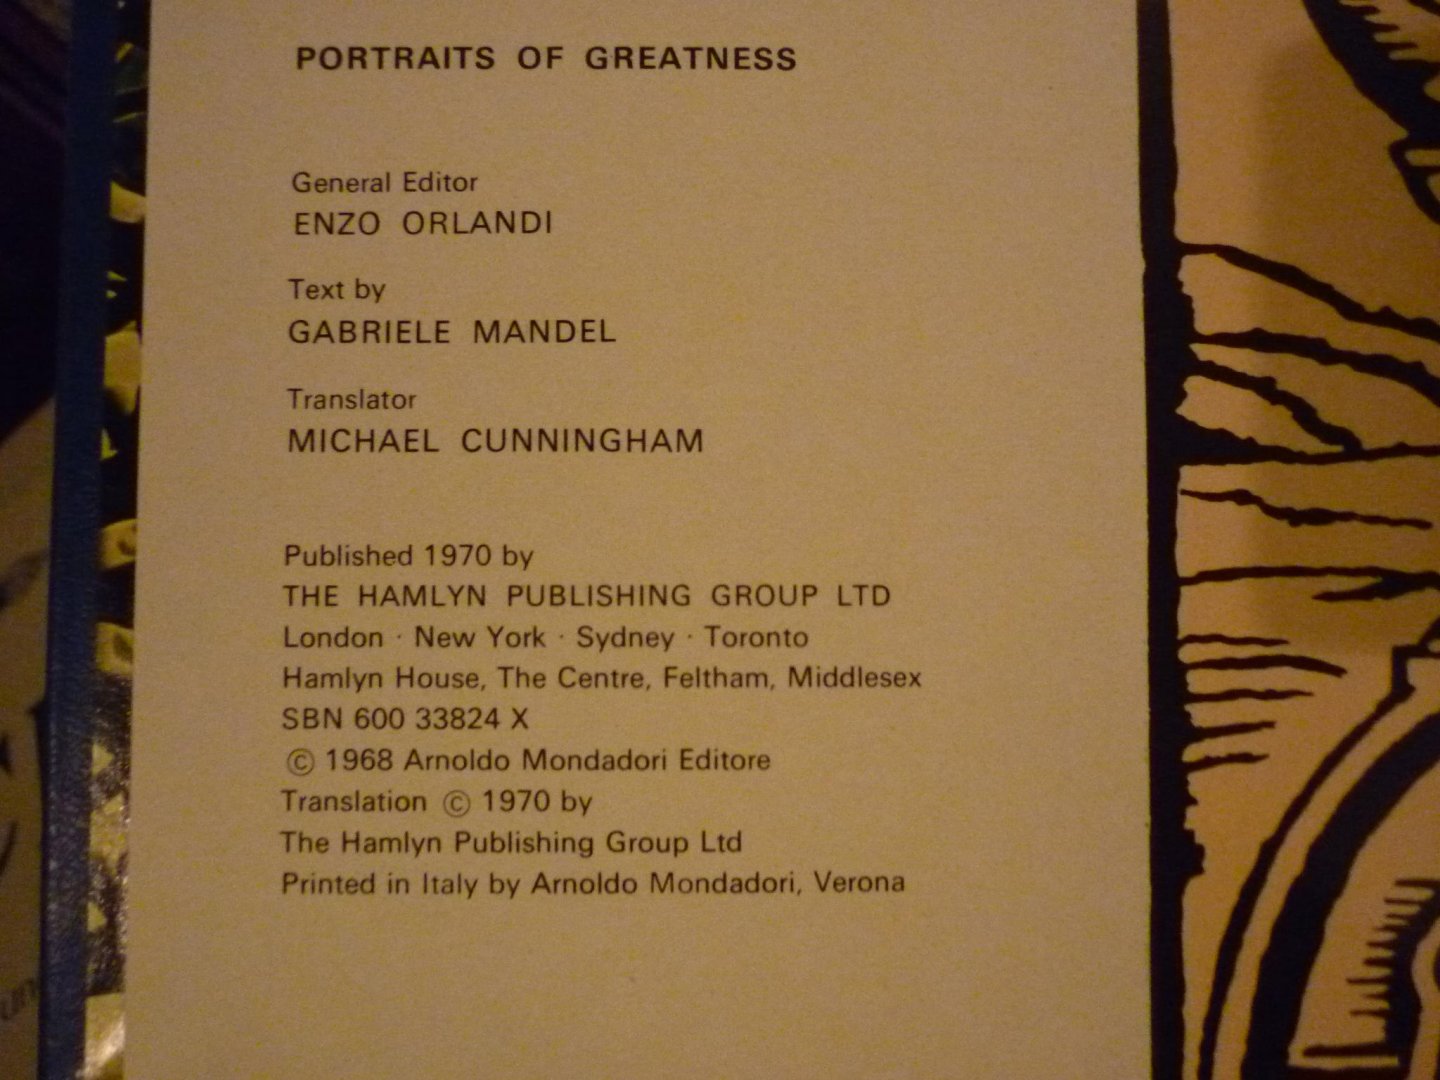 PORTRAITS OF GREATNESS
General Editor
ENZO ORLANDI
Text by
GABRIELE MANDEL
Translator
MICHAEL CUNNINGHAM
Published 1970 by
THE HAMLYN PUBLISHING GROUP LTD
London · New York · Sydney · Toronto
Hamlyn House, The Centre, Feltham, Middlesex
SBN 600 33824 X
© 1968 Arnoldo Mondadori Editore
Translation © 1970 by
The Hamlyn Publishing Group Ltd
Printed in Italy by Arnoldo Mondadori, Verona